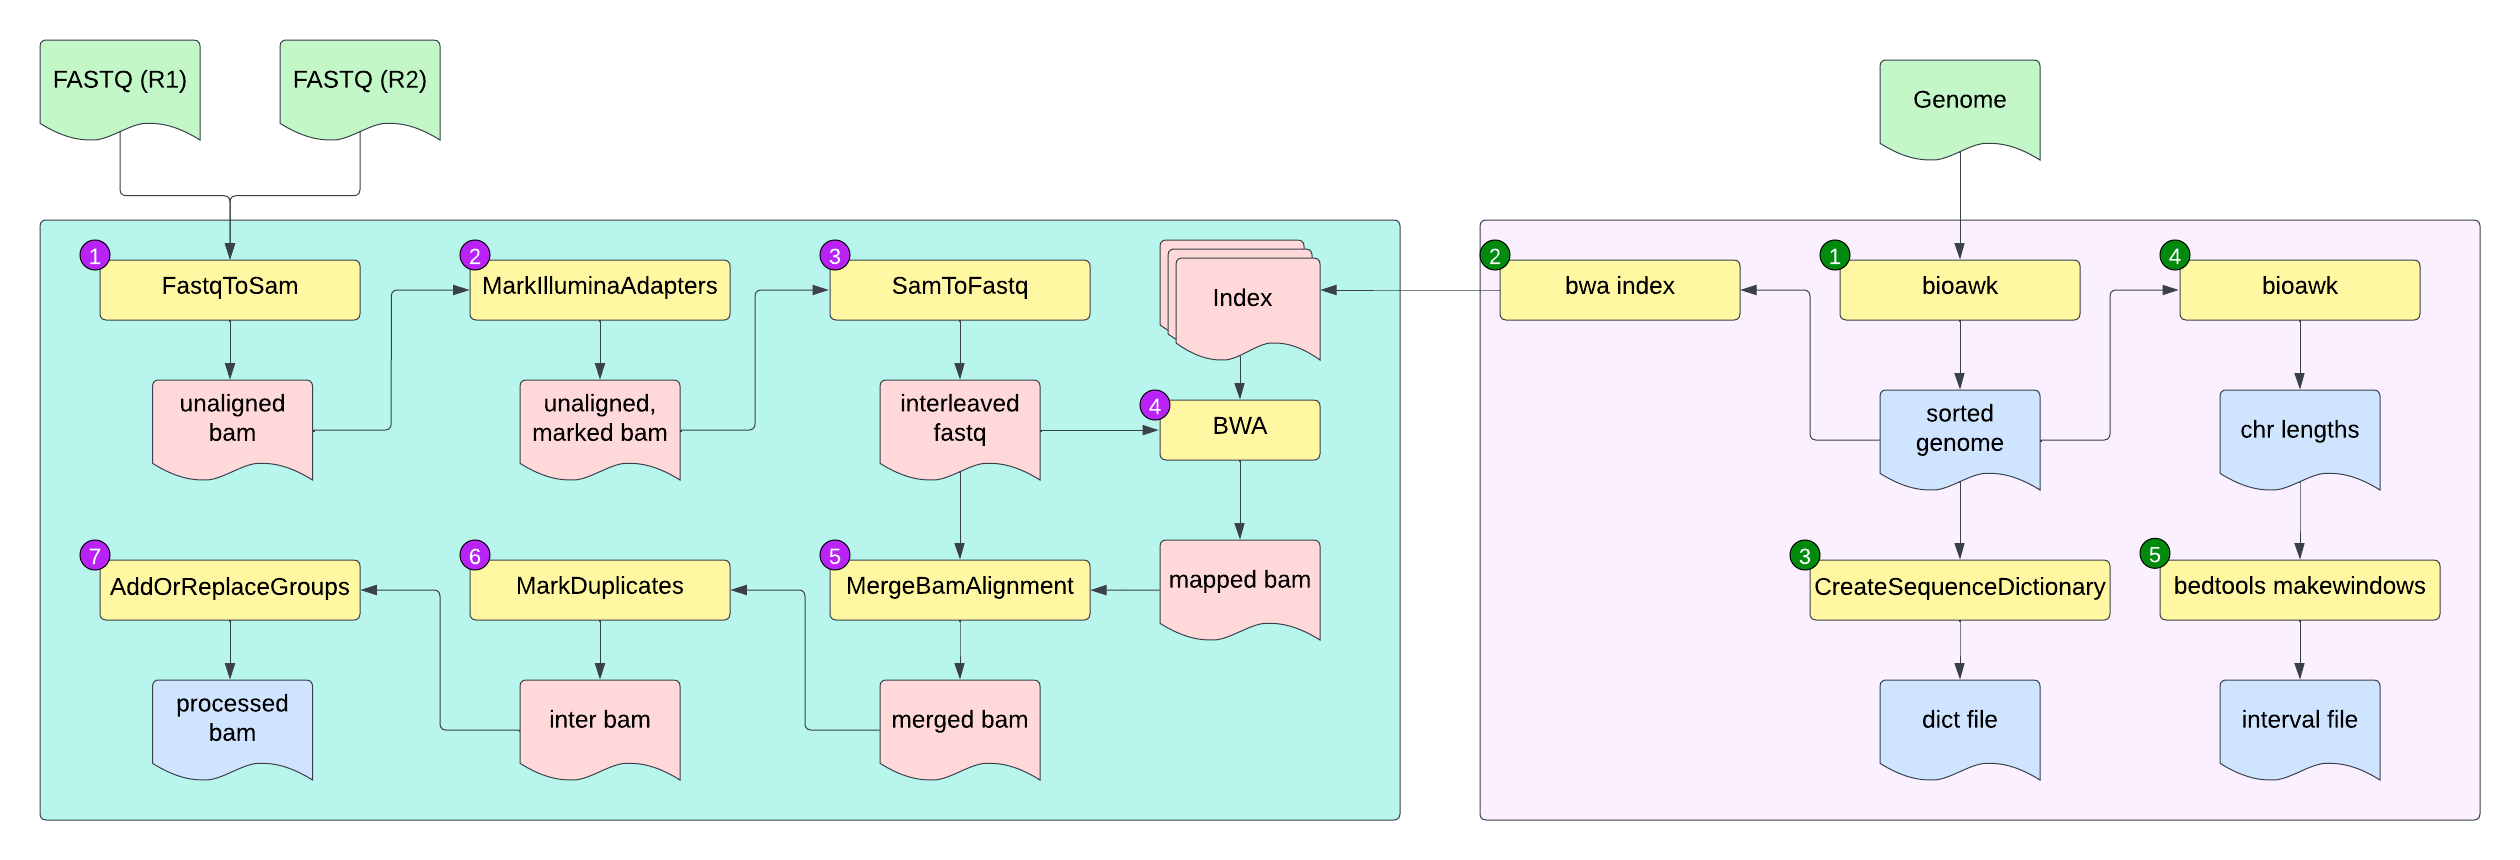 FASTQ (R1)
FASTQ (R2)
Genome
1
FastqToSam
2
MarkIlluminaAdapters
3
SamToFastq
Index
2
bwa index
1
bioawk
4
bioawk
unaligned
bam
unaligned,
marked bam
interleaved
fastq
4
BWA
sorted
genome
chr lengths
7
AddOrReplaceGroups
6
MarkDuplicates
5
MergeBamAlignment
mapped bam
3
CreateSequenceDictionary
5
bedtools makewindows
processed
bam
inter bam
merged bam
dict file
interval file